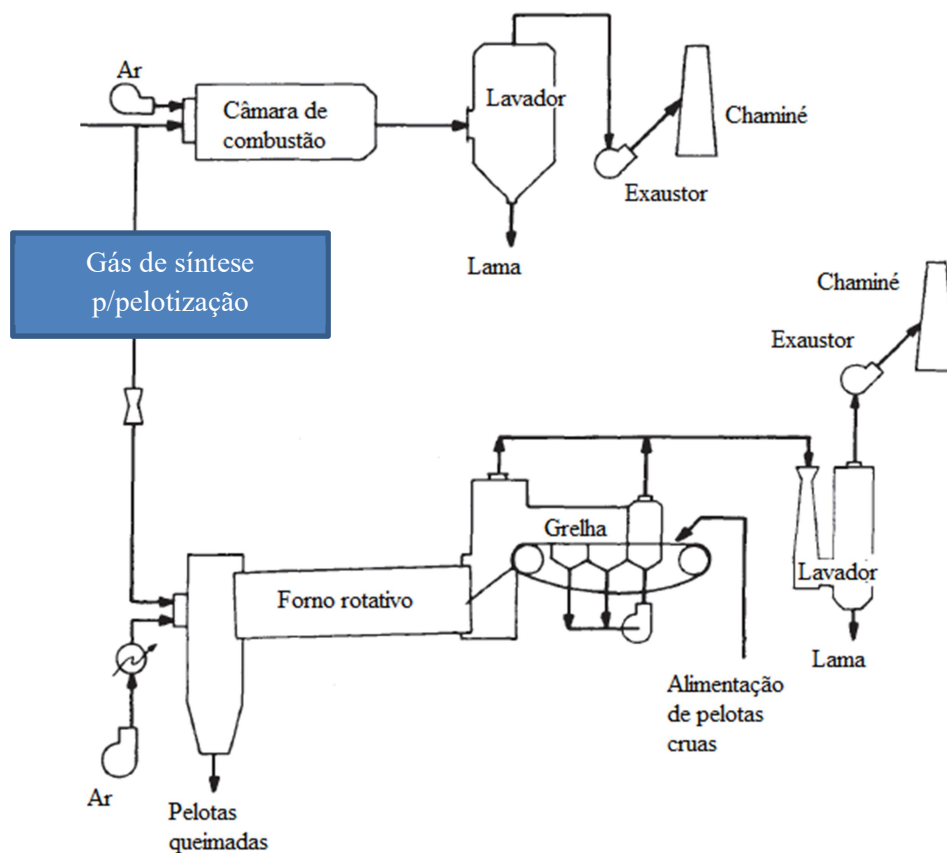 Ar
Câmara de
combustão
Lavador
Chaminé
Exaustor
Lama
Gás de síntese
p/pelotização
Chaminé
Exaustor
Grelha
Lavador
Forno rotativo
Lama
Alimentação
de pelotas
cruas
Ar
Pelotas
queimadas